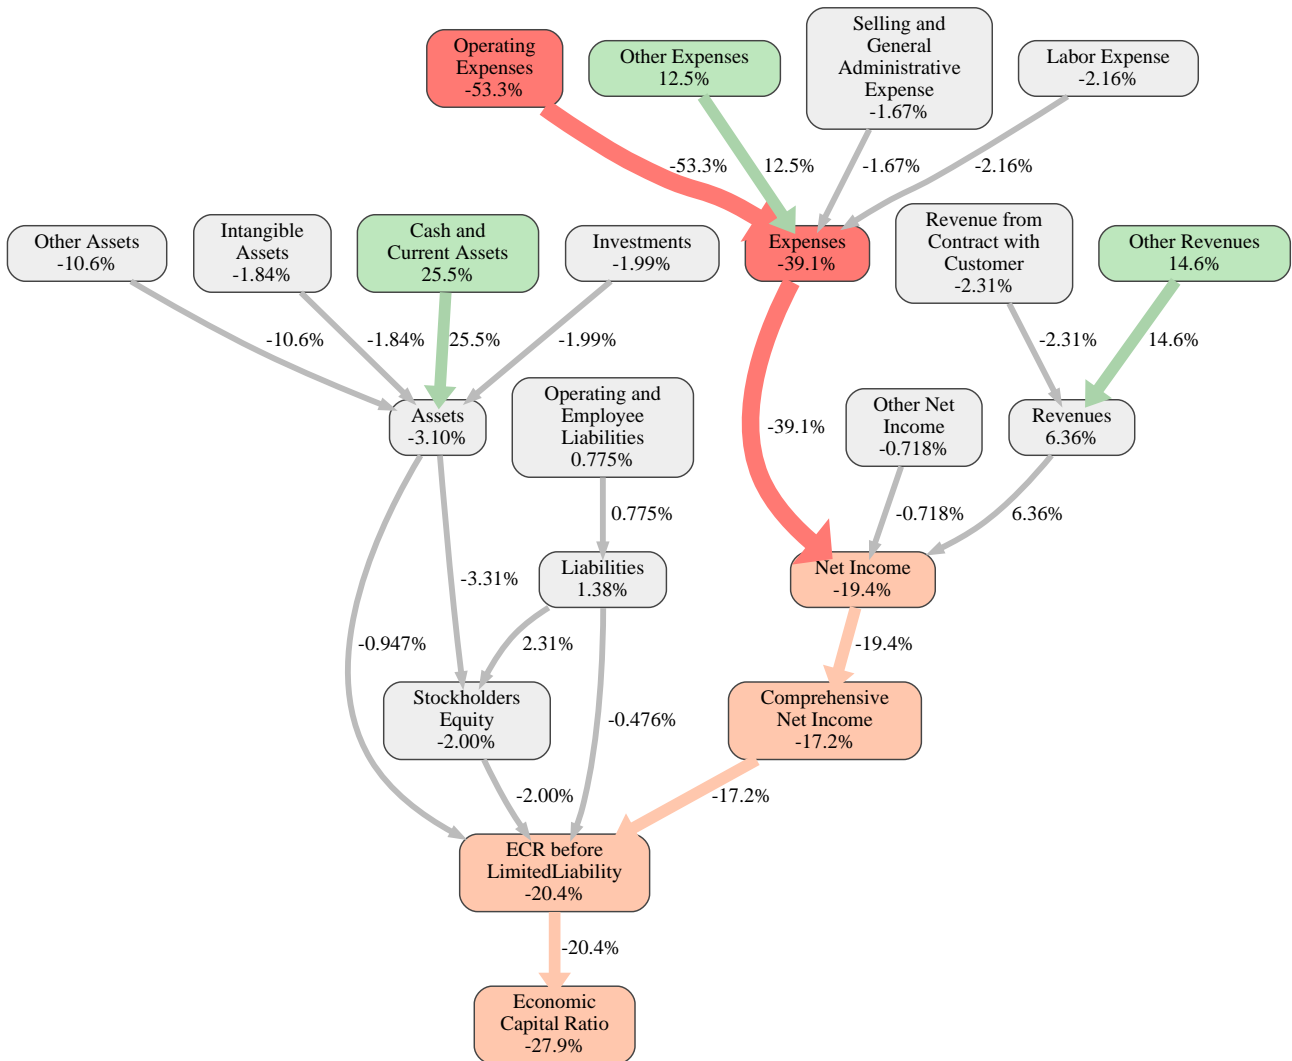 Operating
Expenses
-53.3%
Other Expenses
12.5%
Selling and
General
Administrative
Expense
-1.67%
Labor Expense
-2.16%
-53.3%
12.5%
-1.67%
-2.16%
Other Assets
-10.6%
Intangible
Assets
-1.84%
Cash and
Current Assets
25.5%
Investments
-1.99%
Expenses
-39.1%
Revenue from
Contract with
Customer
-2.31%
Other Revenues
14.6%
-10.6%
-1.84%
25.5%
-1.99%
-2.31%
14.6%
Assets
-3.10%
Operating and
Employee
Liabilities
0.775%
-39.1%
Other Net
Income
-0.718%
Revenues
6.36%
0.775%
-0.718%
6.36%
Liabilities
1.38%
Net Income
-19.4%
-3.31%
-0.947%
2.31%
-19.4%
Stockholders
Equity
-2.00%
-0.476%
Comprehensive
Net Income
-17.2%
-2.00%
-17.2%
ECR before
LimitedLiability
-20.4%
-20.4%
Economic
Capital Ratio
-27.9%